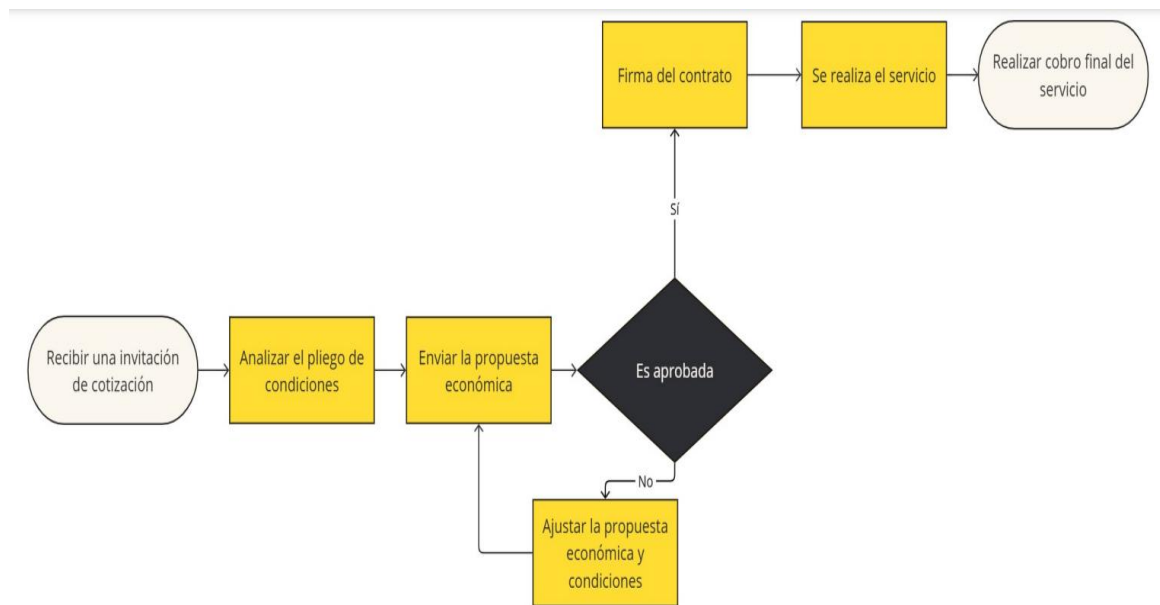 Recibir una invitación
de cotización
Analizar el pliego de
condiciones
Enviar la propuesta
económica
Es aprobada
Sí
Firma del contrato
Se realiza el servicio
Realizar cobro final del
servicio
No
Ajustar la propuesta
económica y
condiciones